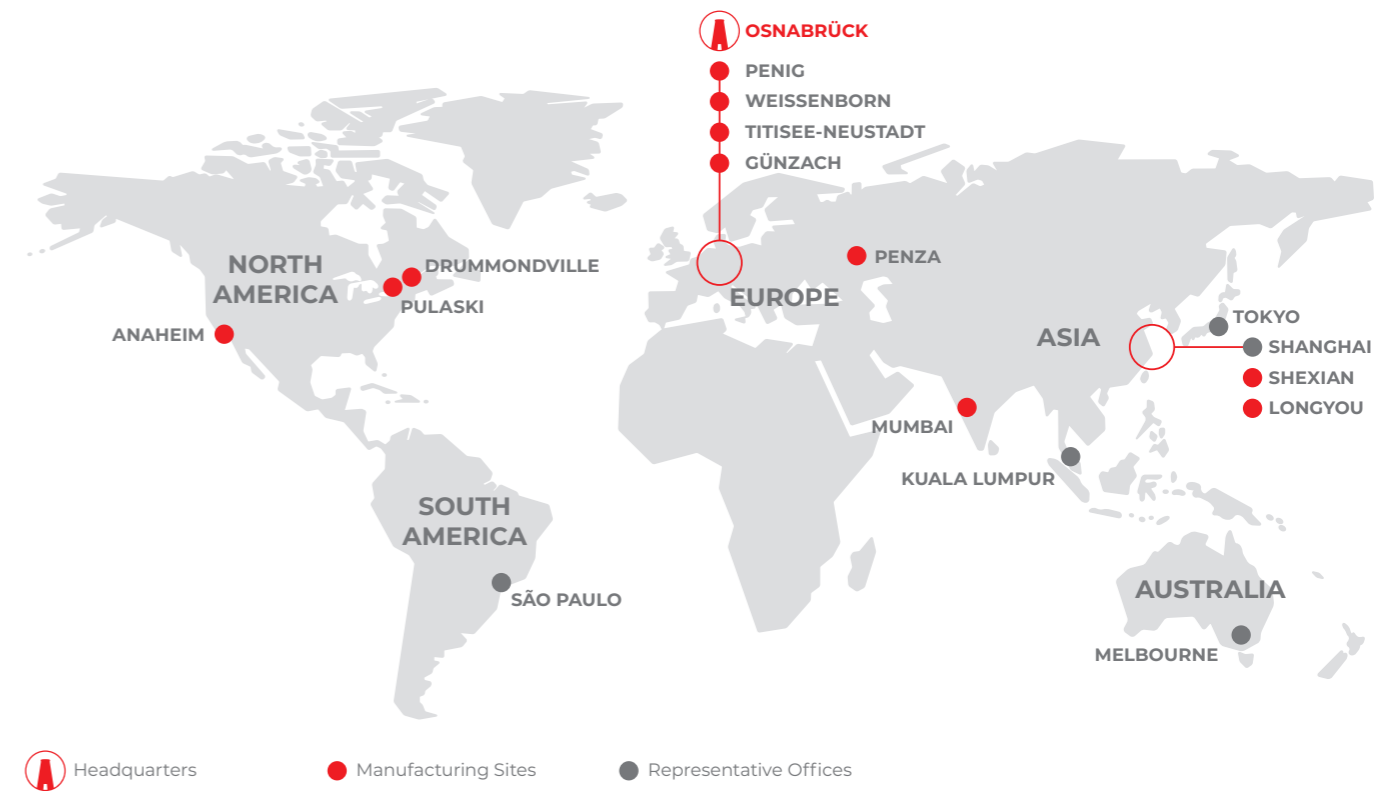 OSNABRÜCK
PENIG
WEISSENBORN
TITISEE-NEUSTADT
GÜNZACH
NORTH
AMERICA
DRUMMONDVILLE
PULASKI
ANAHEIM
EUROPE
PENZA
ASIA
TOKYO
SHANGHAI
SHEXIAN
LONGYOU
MUMBAI
KUALA LUMPUR
SOUTH
AMERICA
SÃO PAULO
AUSTRALIA
MELBOURNE
Headquarters
Manufacturing Sites
Representative Offices